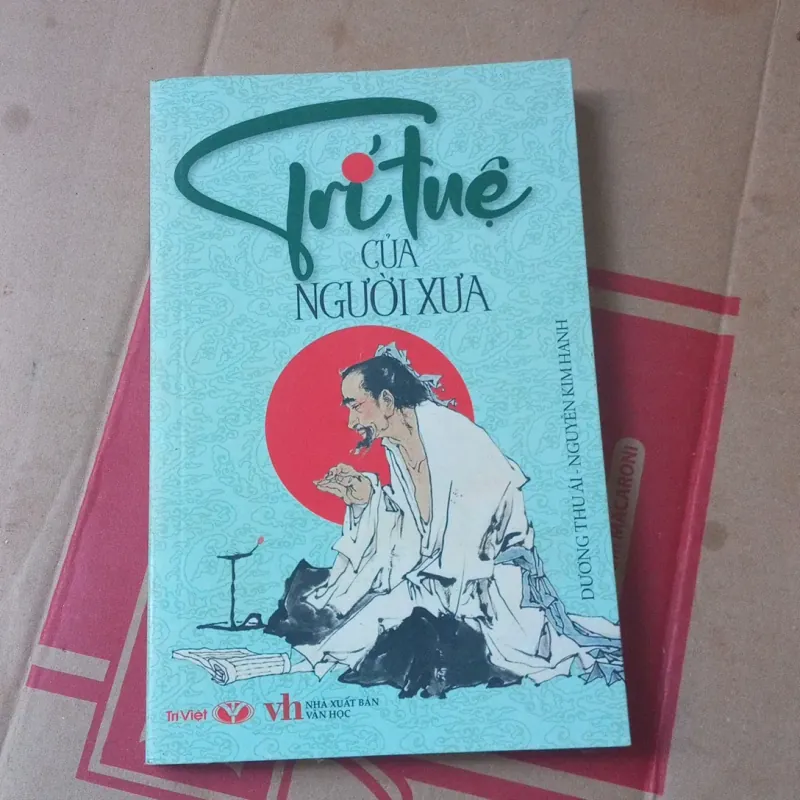 Trí tuệ
CỦA
NGƯỜI XƯA
DƯƠNG THU ÁI - NGUYỄN KIM HANH
Trí Việt
vh NHÀ XUẤT BẢN
VĂN HỌC
MACARONI